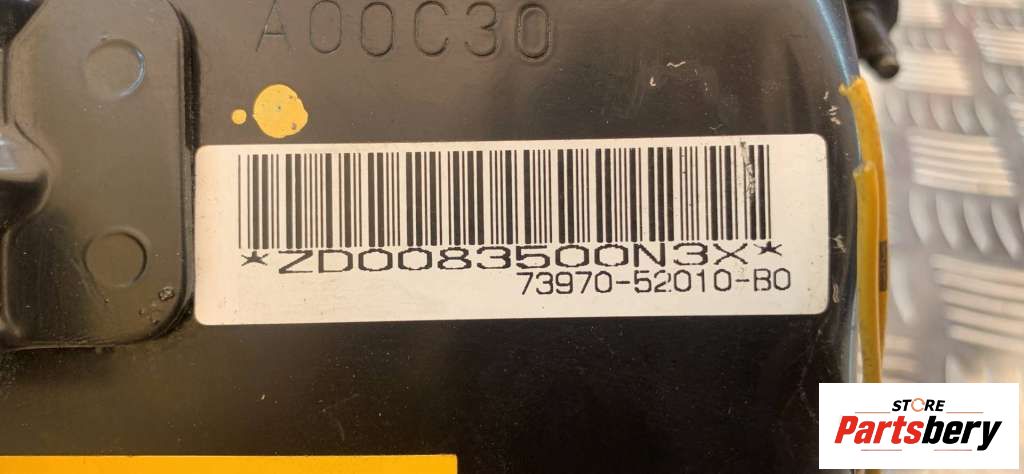 A00C30
*ZD0083500N3X*
73970-52010-B0
STORE
Partsbery